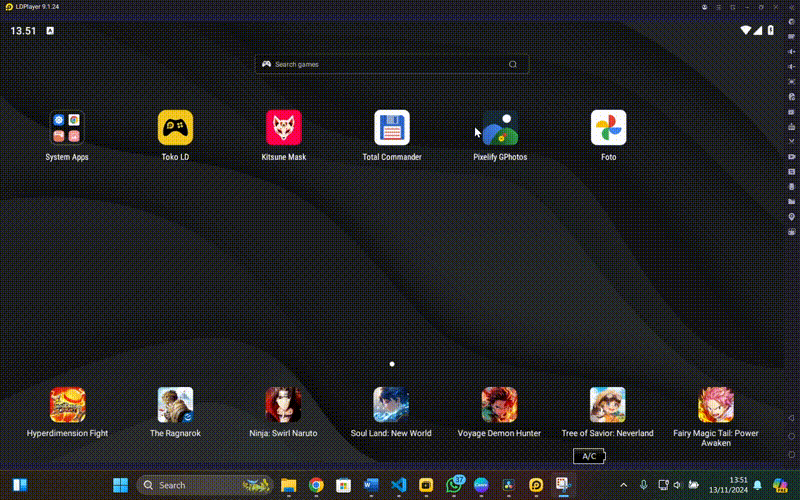 LDPlayer 9.1.24
13.51 A
Search games
System Apps
Toko LD
Kitsune Mask
Total Commander
Pixelify GPhotos
Foto
Hyperdimension Fight
The Ragnarok
Ninja: Swirl Naruto
Soul Land: New World
Voyage Demon Hunter
Tree of Savior: Neverland
Fairy Magic Tail: Power
Awaken
A/C
Search
37
13:51
13/11/2024